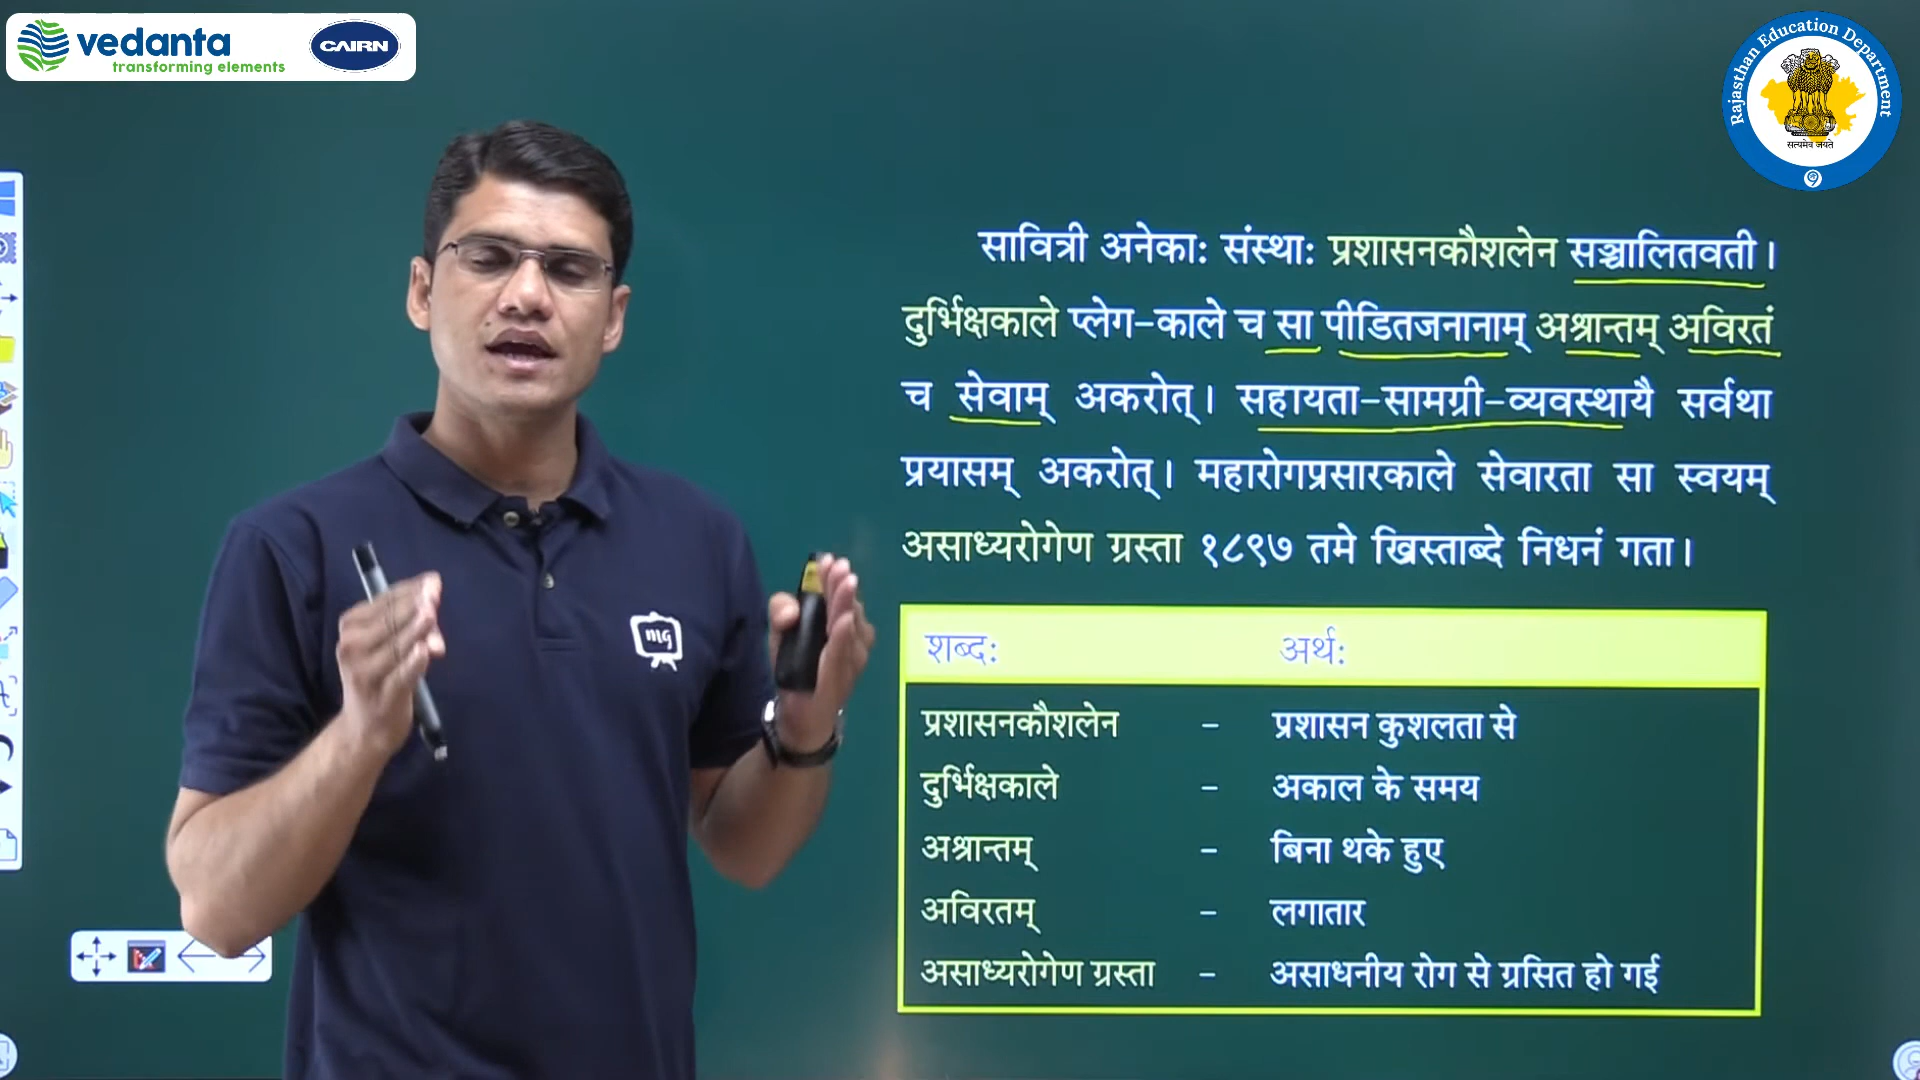 vedanta
transforming elements
CAIRN
Rajasthan Education Department
सत्यमेव जयते
सावित्री अनेकाः संस्थाः प्रशासनकौशलेन सञ्चालितवती।
दुर्भिक्षकाले प्लेग-काले च सा पीडितजनानाम् अश्रान्तम् अविरतं
च सेवाम् अकरोत्। सहायता-सामग्री-व्यवस्थायै सर्वथा
प्रयासम् अकरोत्। महारोगप्रसारकाले सेवारता सा स्वयम्
असाध्यरोगेण ग्रस्ता १८९७ तमे ख्रिस्ताब्दे निधनं गता।
शब्दः अर्थः
प्रशासनकौशलेन - प्रशासन कुशलता से
दुर्भिक्षकाले - अकाल के समय
अश्रान्तम् - बिना थके हुए
अविरतम् - लगातार
असाध्यरोगेण ग्रस्ता - असाधनीय रोग से ग्रसित हो गई
mg